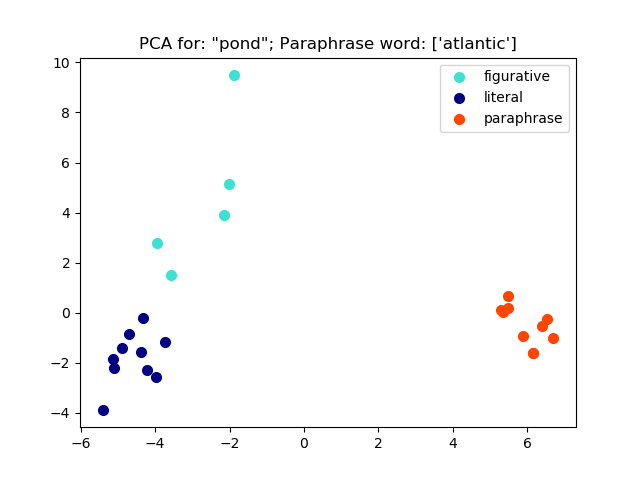 PCA for: "pond"; Paraphrase word: ['atlantic']
figurative
literal
paraphrase
10
8
6
4
2
0
−2
−4
−6 −4 −2 0 2 4 6